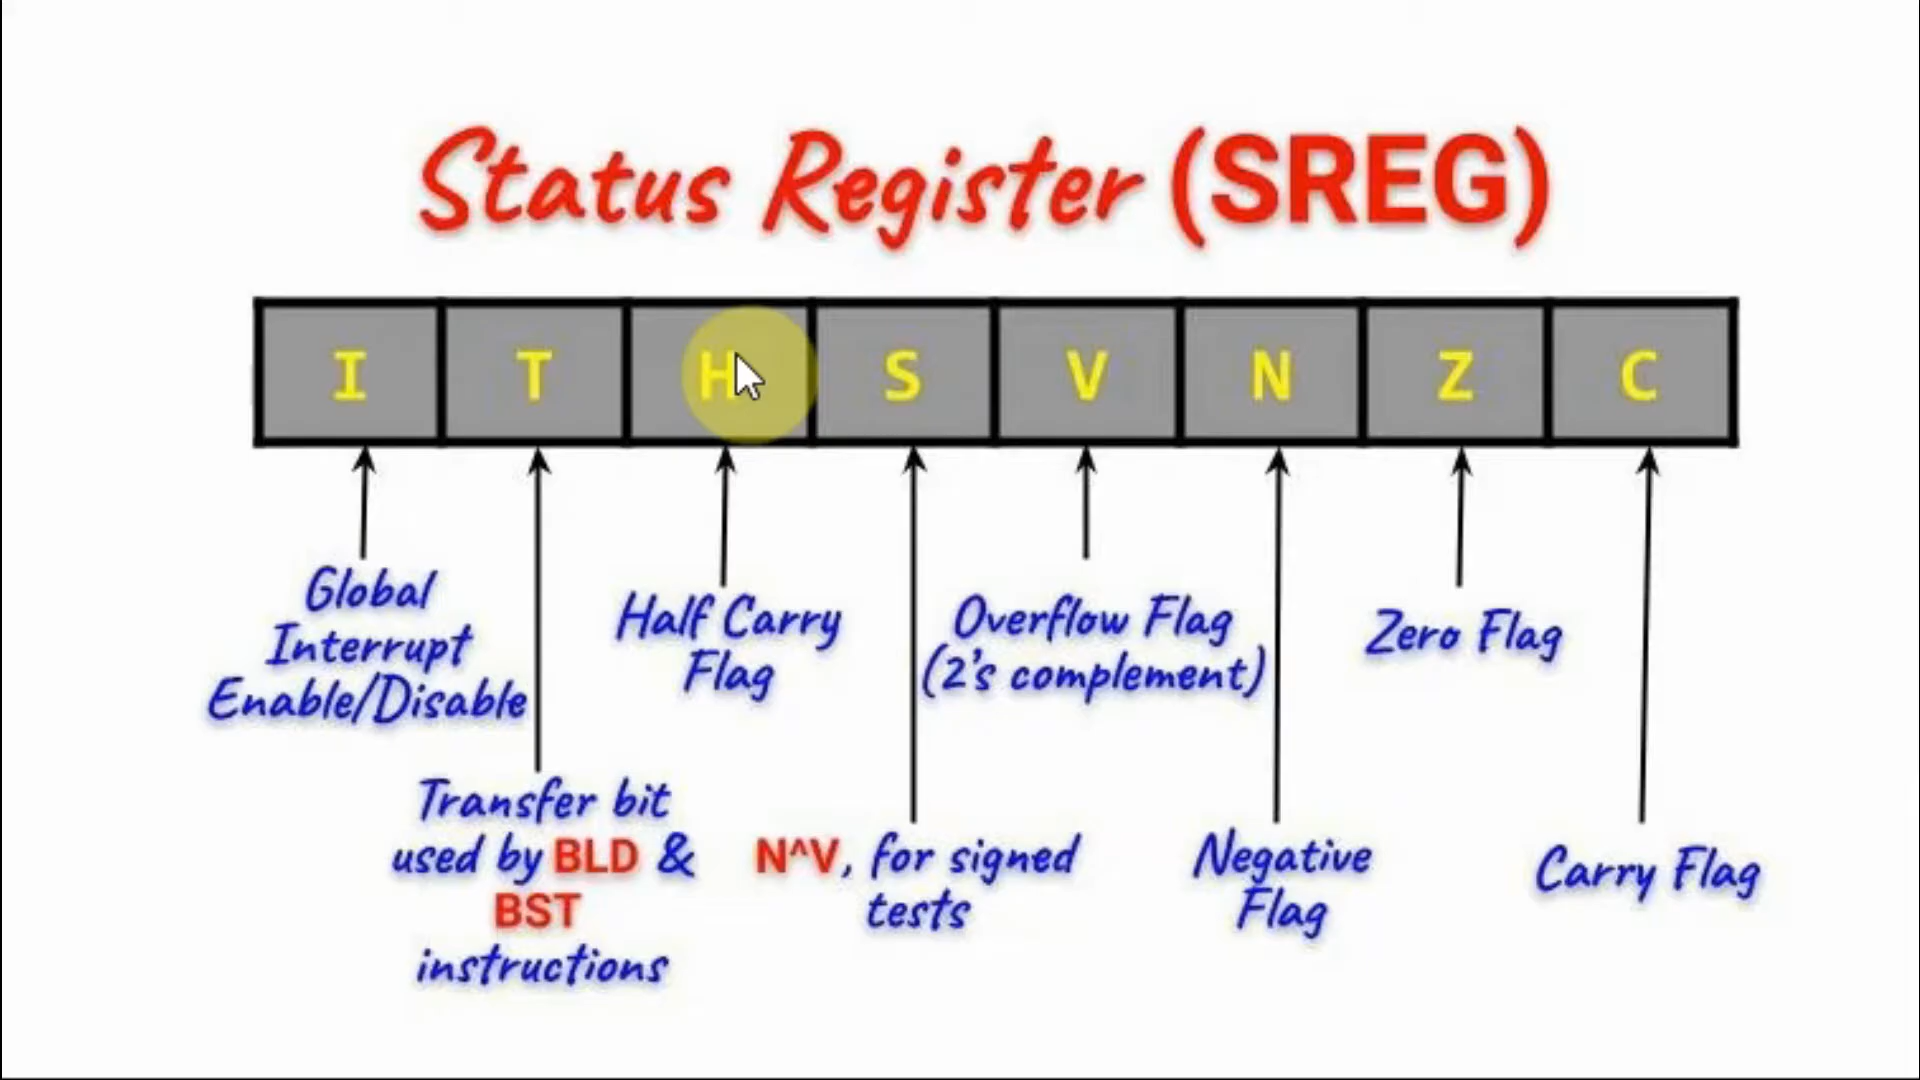 Status Register (SREG)
I T H S V N Z C
Global
Interrupt
Enable/Disable
Transfer bit
used by BLD &
BST
instructions
Half Carry
Flag
N^V, for signed
tests
Overflow Flag
(2's complement)
Negative
Flag
Zero Flag
Carry Flag